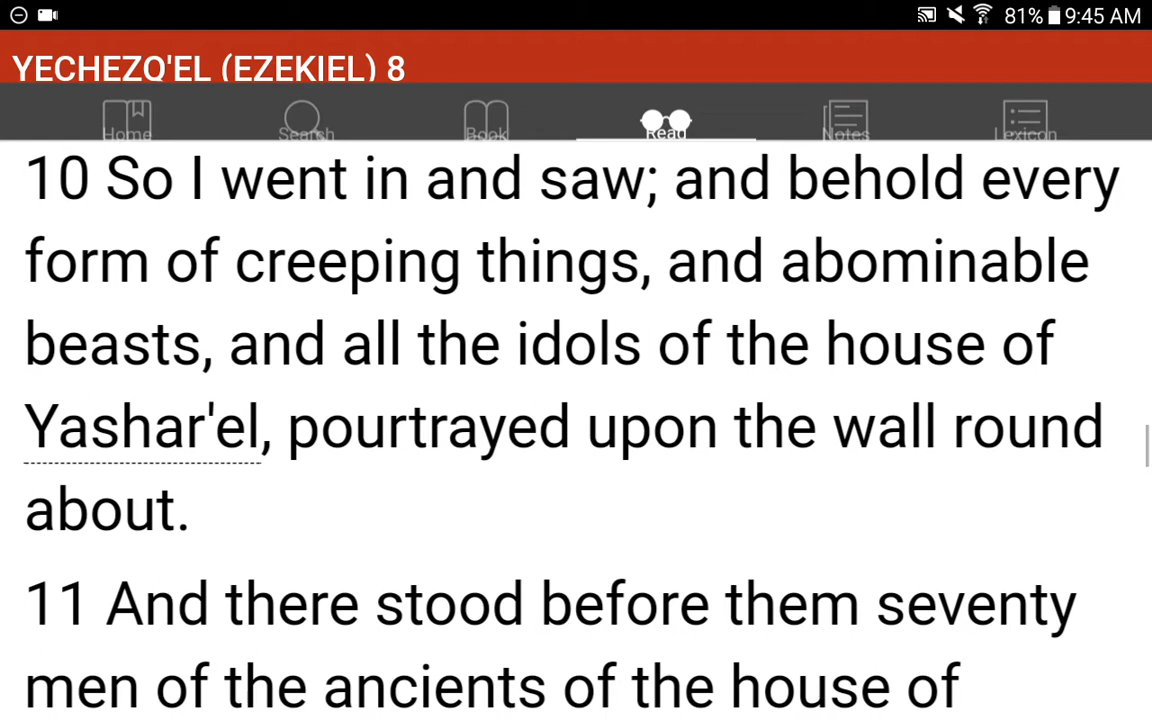 81% 9:45 AM
YECHEZQ'EL (EZEKIEL) 8
Home Search Book Read Notes Lexicon
10 So I went in and saw; and behold every
form of creeping things, and abominable
beasts, and all the idols of the house of
Yashar'el, pourtrayed upon the wall round
about.
11 And there stood before them seventy
men of the ancients of the house of